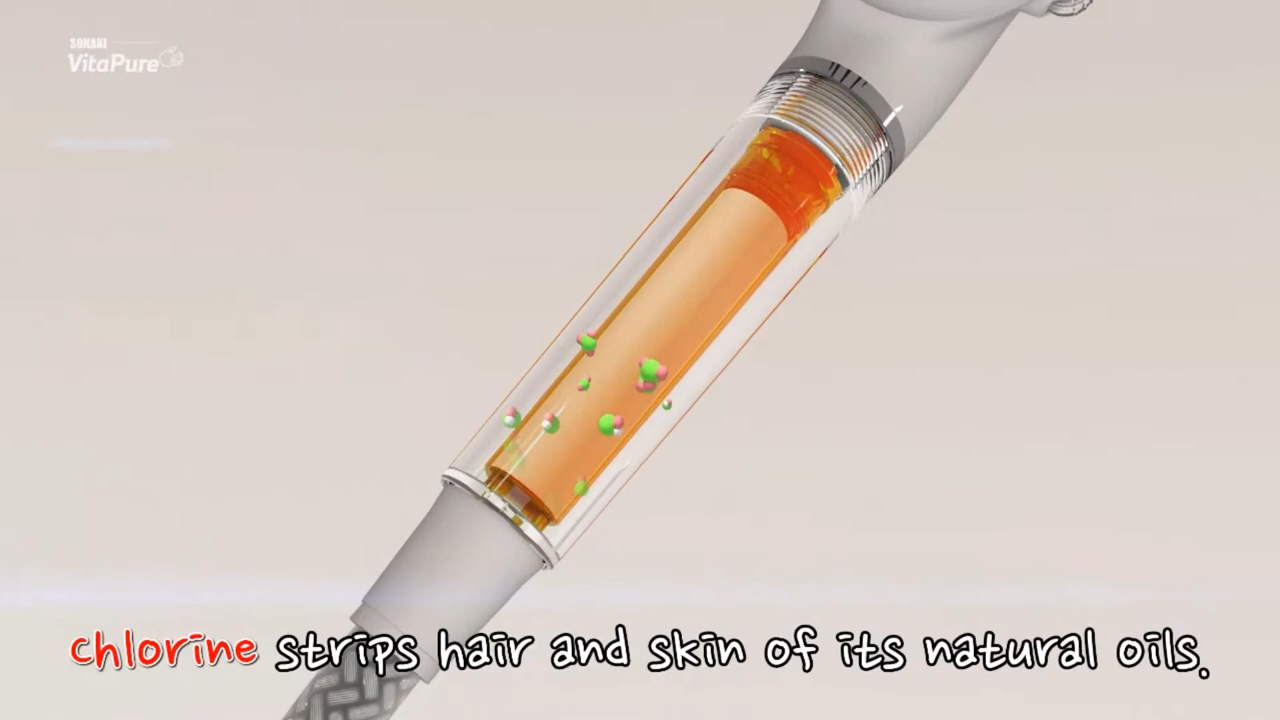 SONAKI
VitaPure
chlorine strips hair and skin of its natural oils.